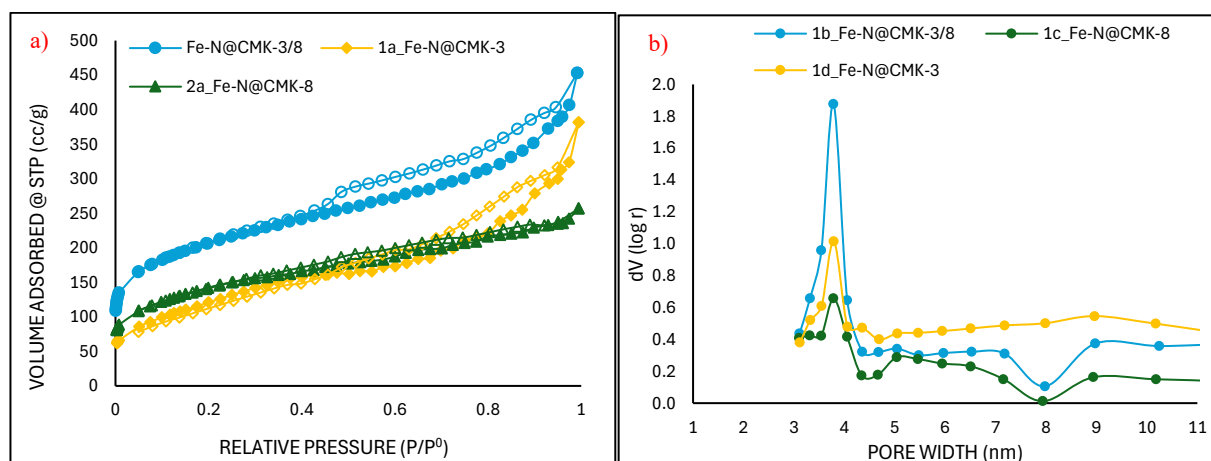 a)
Fe-N@CMK-3/8
1a_Fe-N@CMK-3
2a_Fe-N@CMK-8
VOLUME ADSORBED @ STP (cc/g)
500
450
400
350
300
250
200
150
100
50
0
0 0.2 0.4 0.6 0.8 1
RELATIVE PRESSURE (P/P⁰)
b)
1b_Fe-N@CMK-3/8
1c_Fe-N@CMK-8
1d_Fe-N@CMK-3
dV (log r)
2.0
1.8
1.6
1.4
1.2
1.0
0.8
0.6
0.4
0.2
0.0
1 2 3 4 5 6 7 8 9 10 11
PORE WIDTH (nm)